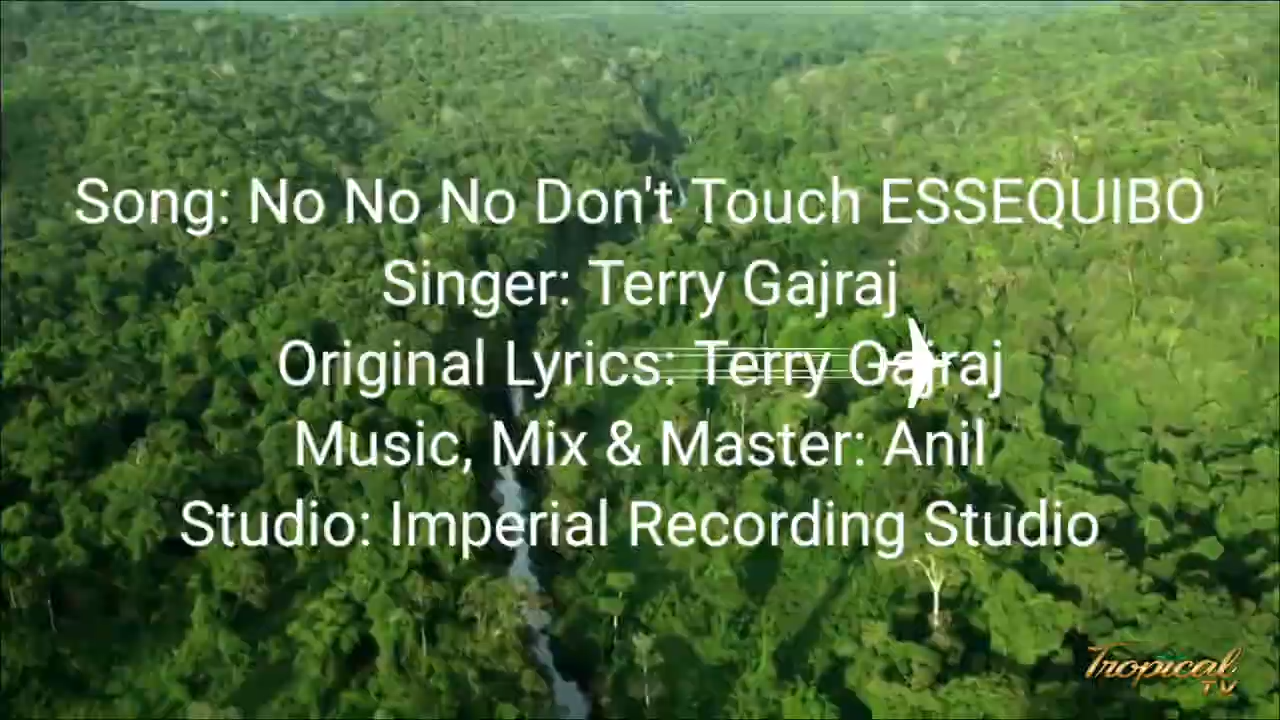 Song: No No No Don't Touch ESSEQUIBO
Singer: Terry Gajraj
Original Lyrics: Terry Gajraj
Music, Mix & Master: Anil
Studio: Imperial Recording Studio
Tropical
TV